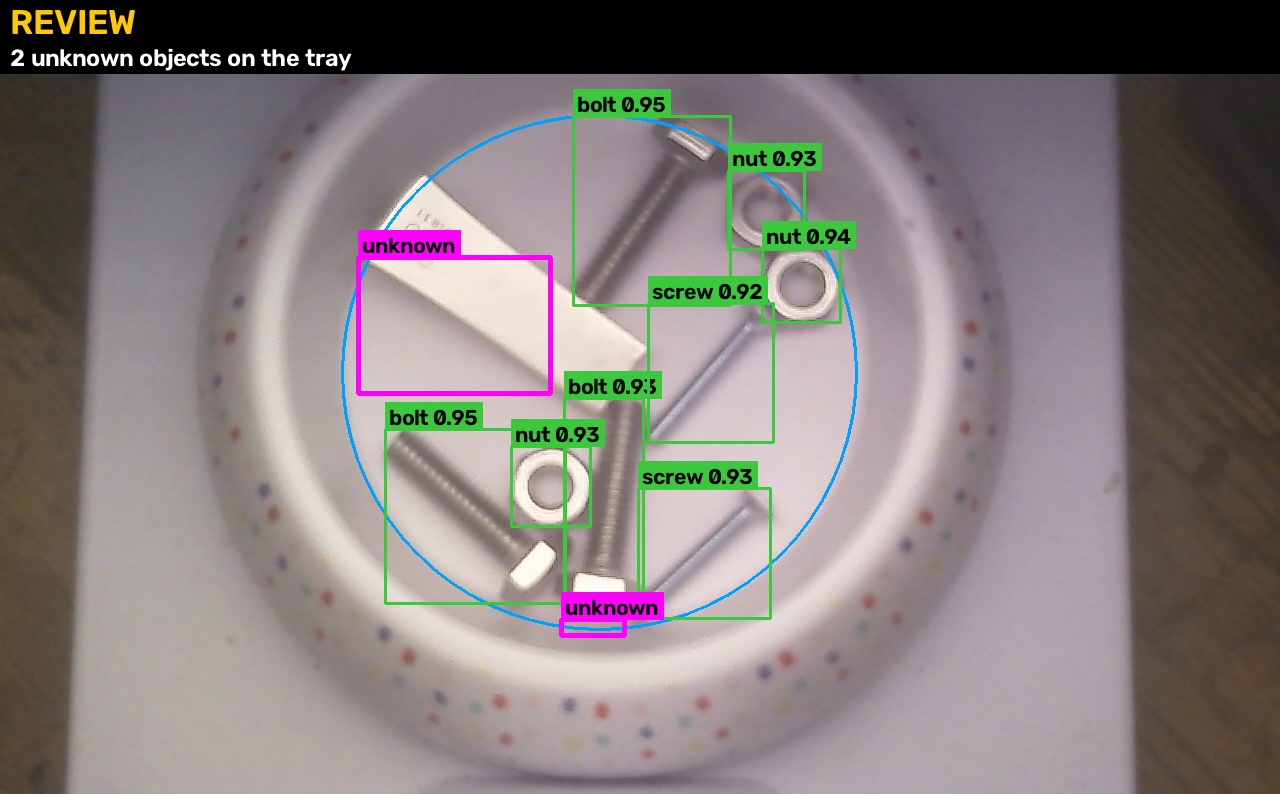 REVIEW
2 unknown objects on the tray
bolt 0.95
nut 0.93
nut 0.94
unknown
screw 0.92
bolt 0.93
bolt 0.95
nut 0.93
screw 0.93
unknown